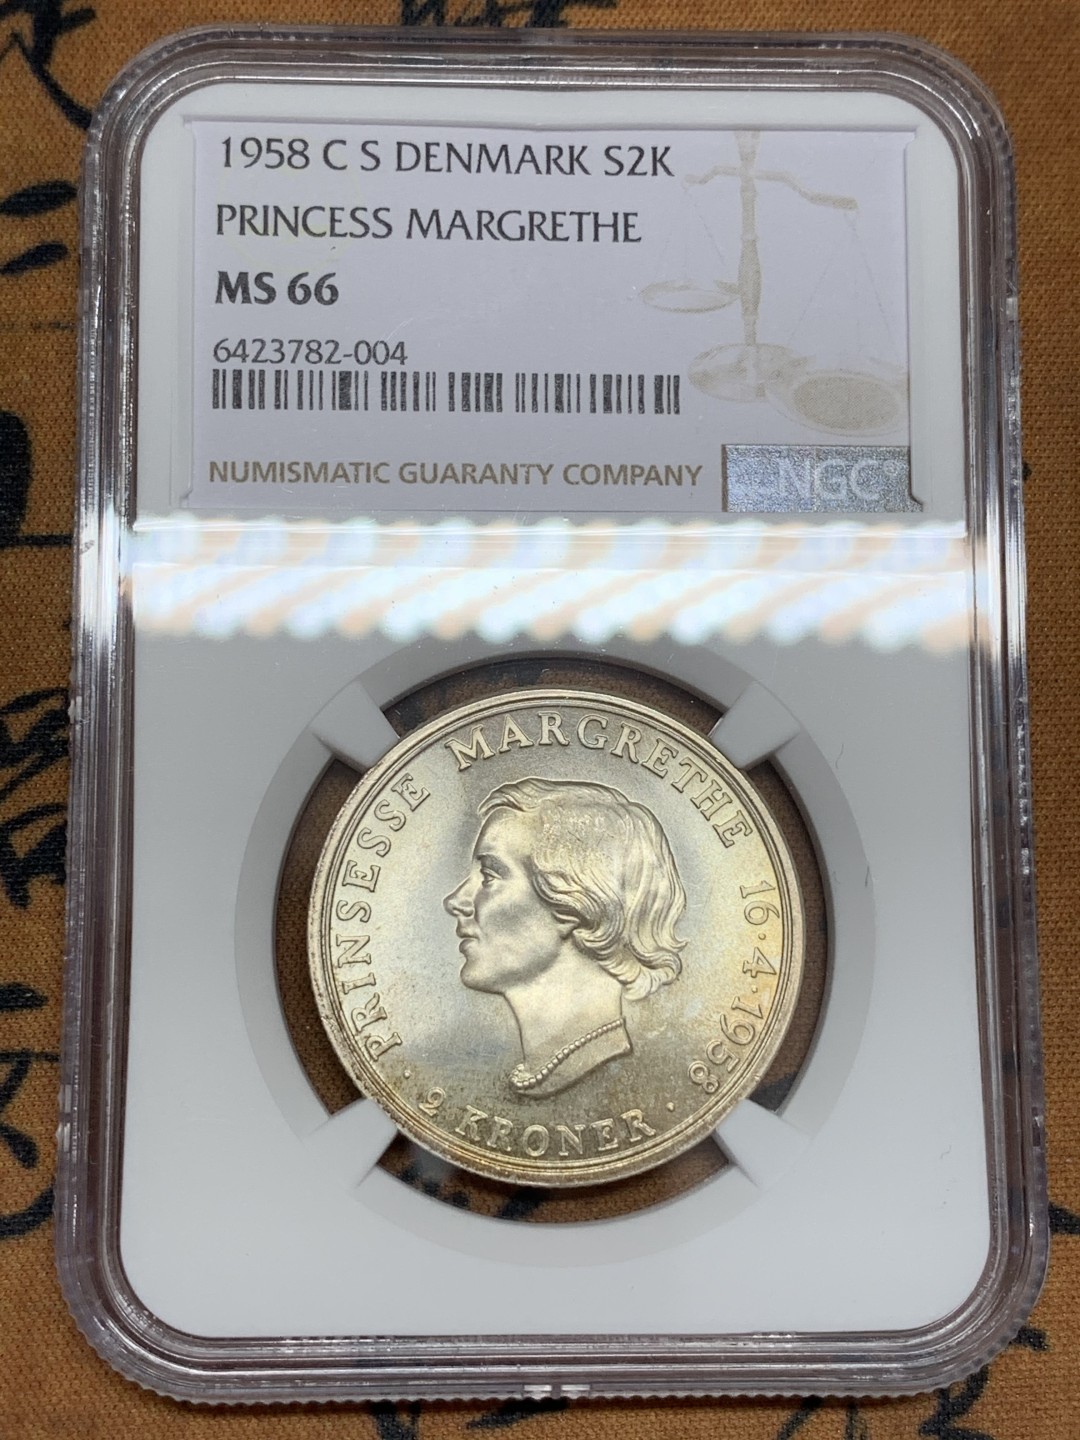 1958 C S DENMARK S2K
PRINCESS MARGRETHE
MS 66
6423782-004
NUMISMATIC GUARANTY COMPANY
NGC
PRINSESSE MARGRETHE 16·4·1958
· 2 KRONER ·